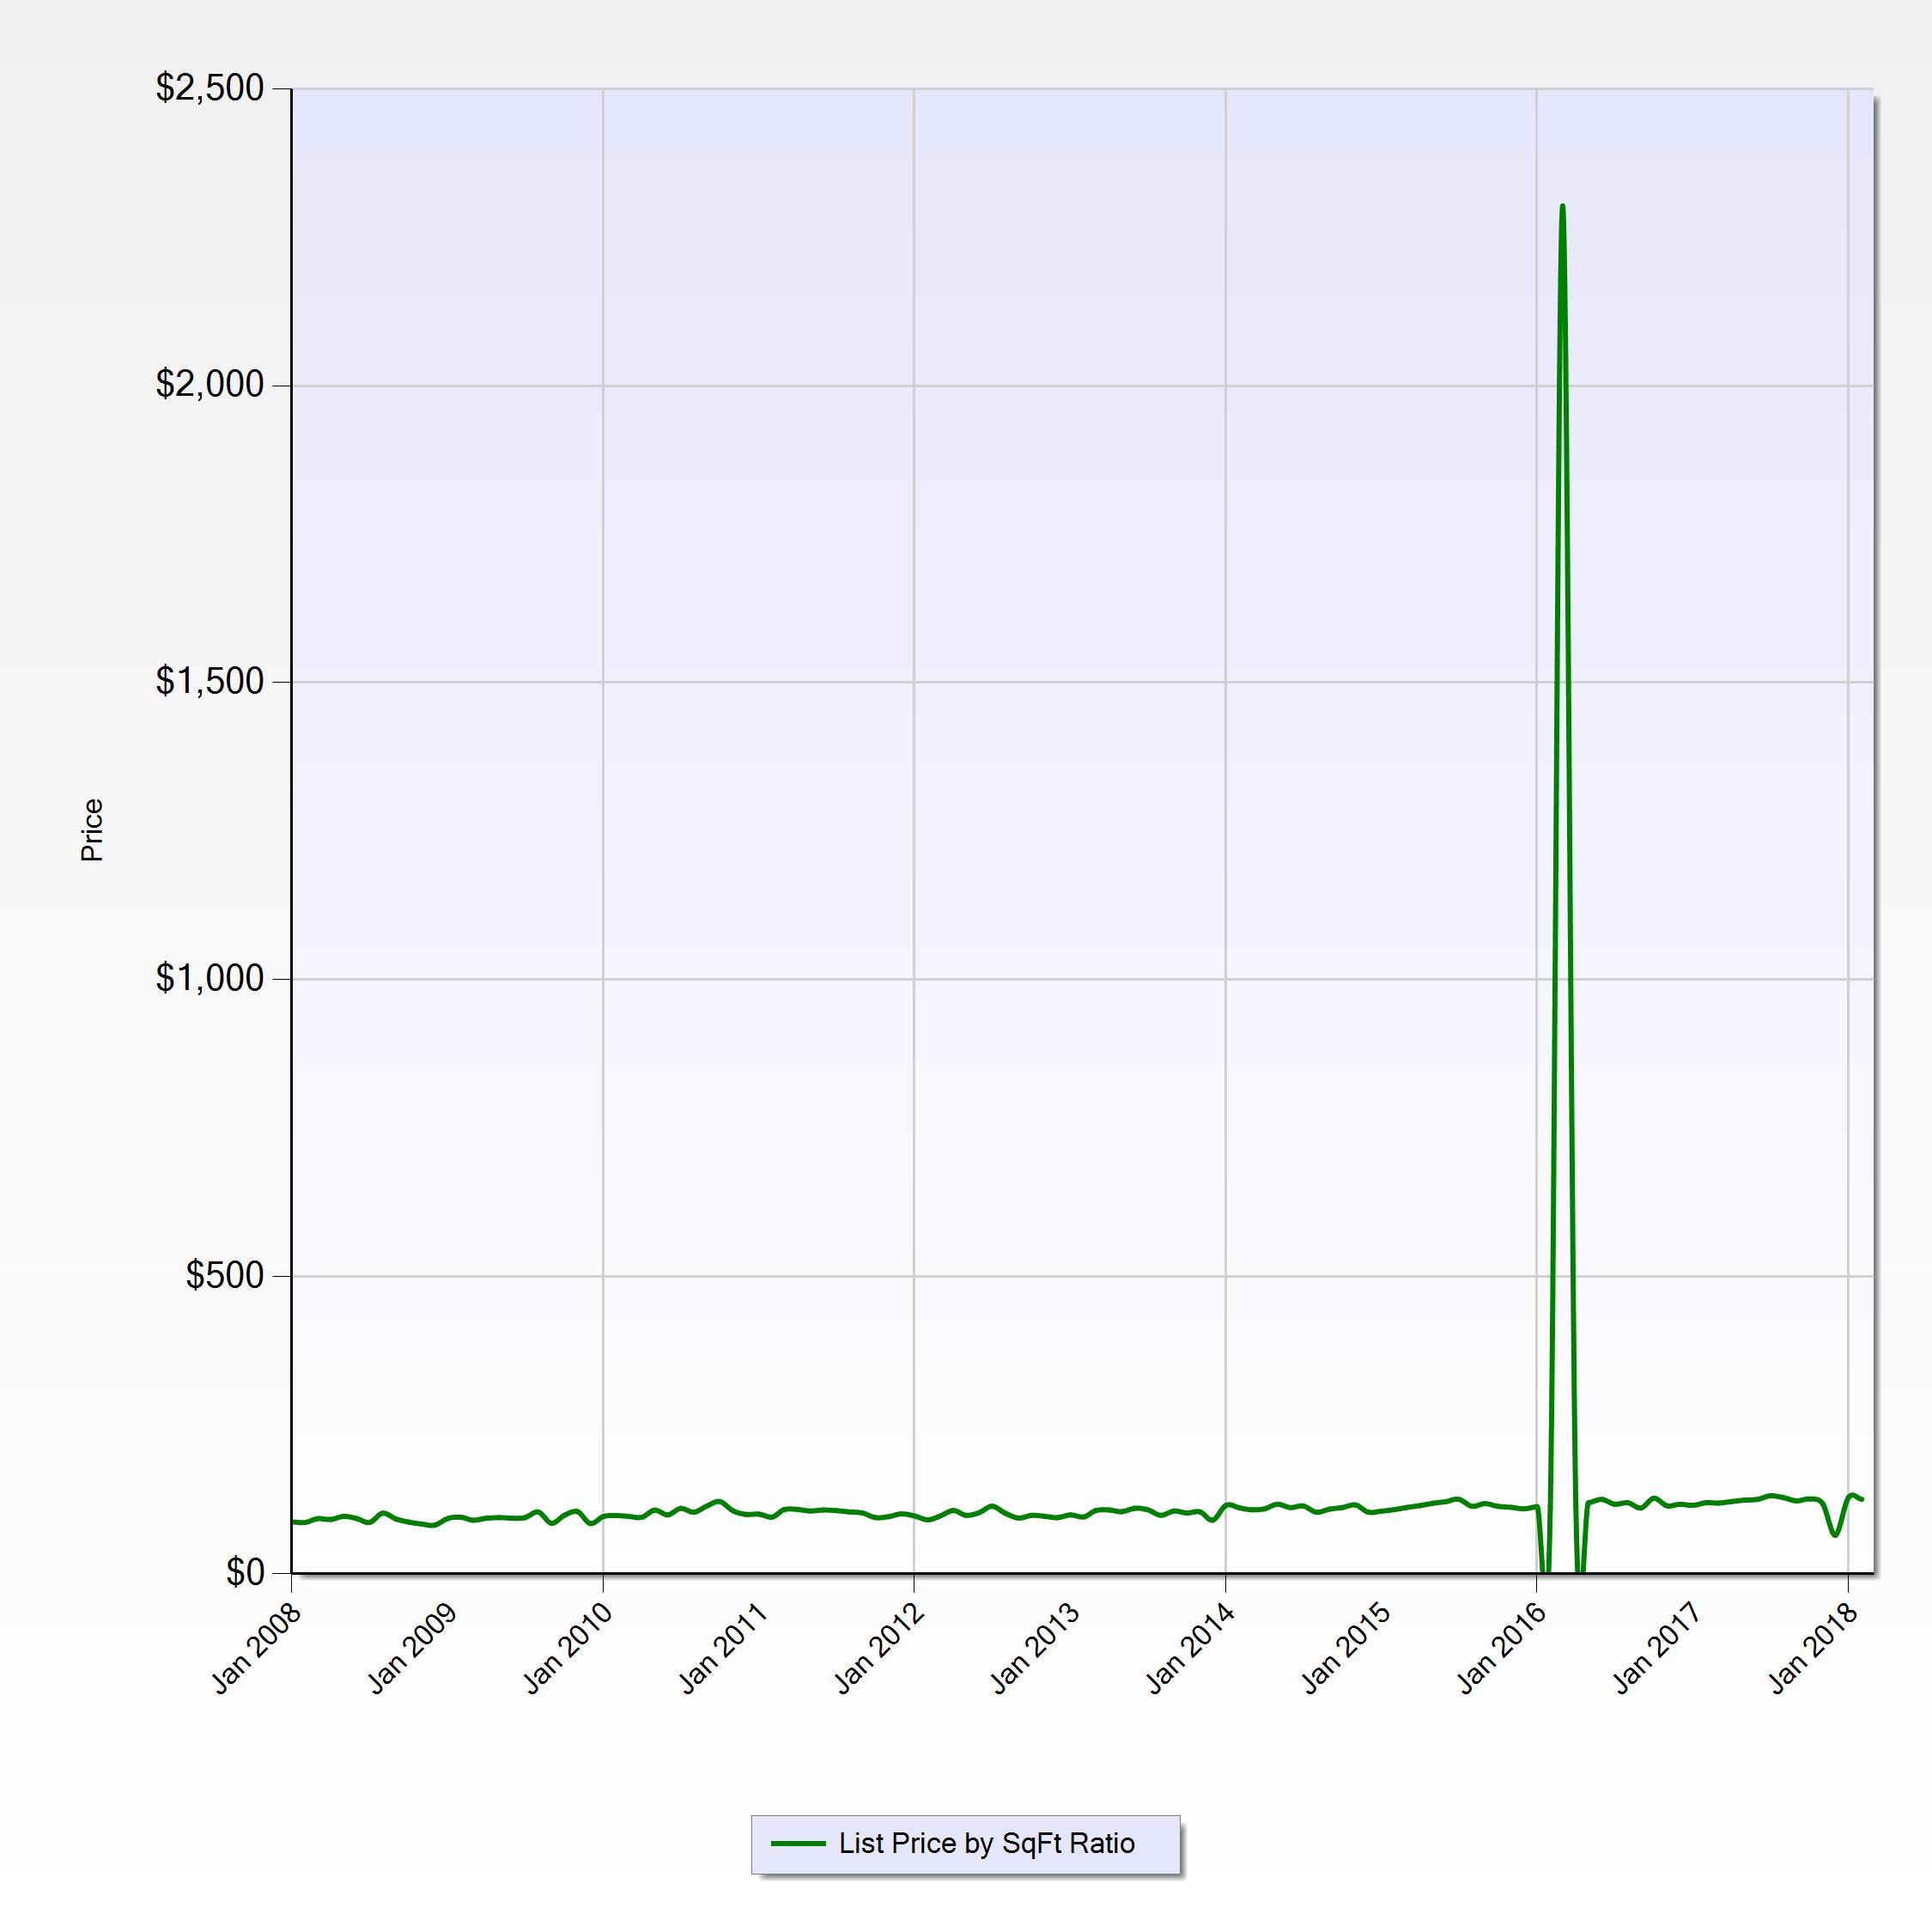 $2,500
$2,000
$1,500
$1,000
$500
$0
Price
Jan 2008
Jan 2009
Jan 2010
Jan 2011
Jan 2012
Jan 2013
Jan 2014
Jan 2015
Jan 2016
Jan 2017
Jan 2018
List Price by SqFt Ratio